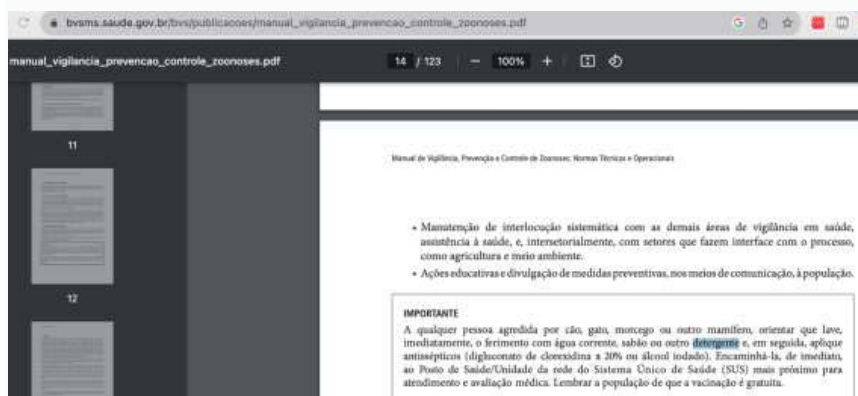 bvsms.saude.gov.br/bvs/publicacoes/manual_vigilancia_prevencao_controle_zoonoses.pdf
manual_vigilancia_prevencao_controle_zoonoses.pdf
14 / 123
100%
11
12
Manual de Vigilância, Prevenção e Controle de Zoonoses: Normas Técnicas e Operacionais
• Manutenção de interlocução sistemática com as demais áreas de vigilância em saúde,
assistência à saúde, e, intersetorialmente, com setores que fazem interface com o processo,
como agricultura e meio ambiente.
• Ações educativas e divulgação de medidas preventivas, nos meios de comunicação, à população.
IMPORTANTE
A qualquer pessoa agredida por cão, gato, morcego ou outro mamífero, orientar que lave,
imediatamente, o ferimento com água corrente, sabão ou outro detergente e, em seguida, aplique
antissépticos (digluconato de clorexidina a 20% ou álcool iodado). Encaminhá-la, de imediato,
ao Posto de Saúde/Unidade da rede do Sistema Único de Saúde (SUS) mais próximo para
atendimento e avaliação médica. Lembrar a população de que a vacinação é gratuita.